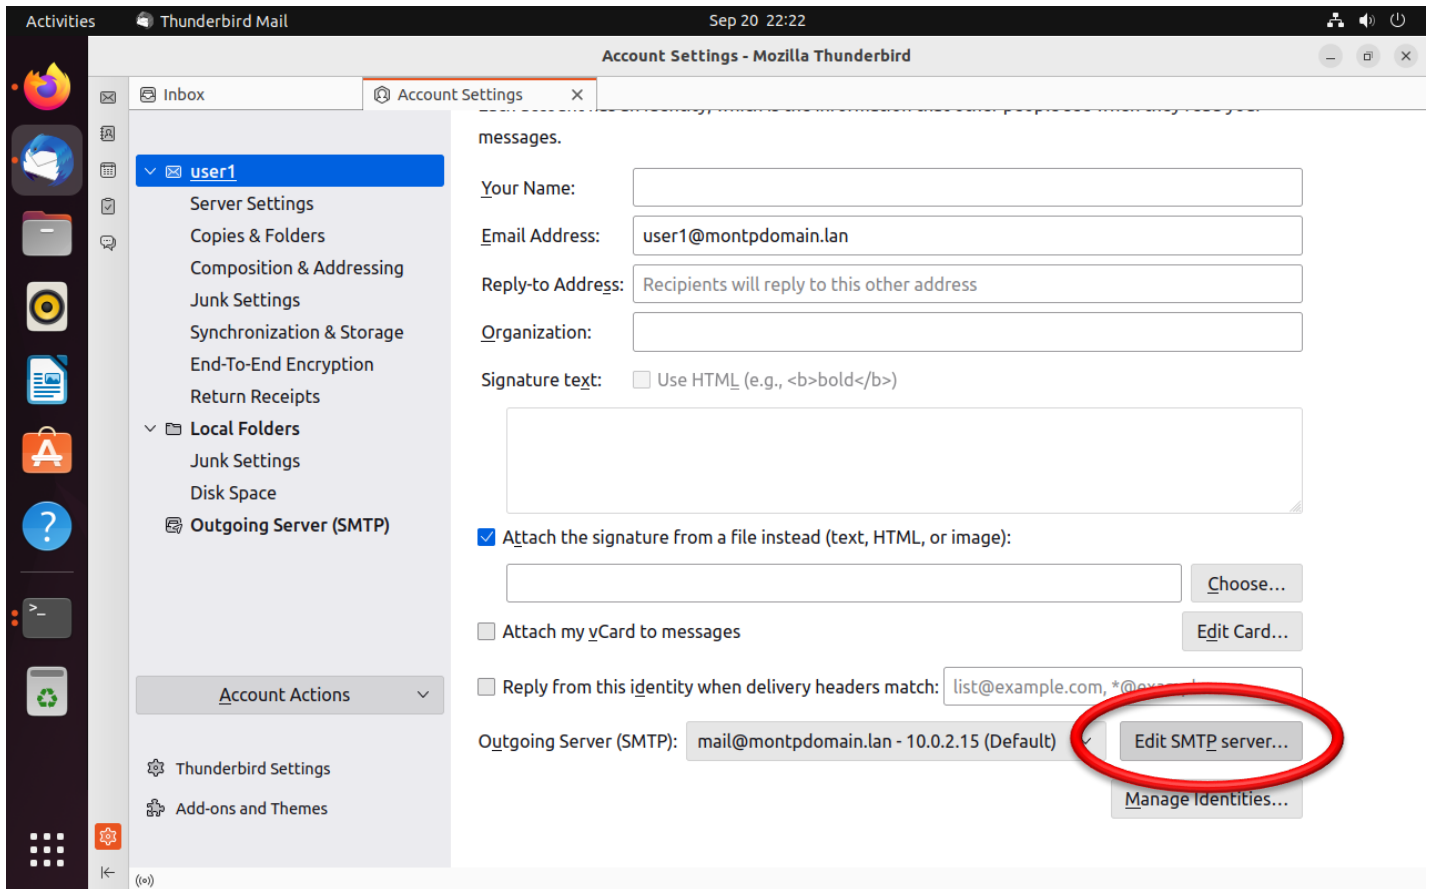 Activities
Thunderbird Mail
Sep 20 22:22
Account Settings - Mozilla Thunderbird
Inbox
Account Settings
messages.
user1
Server Settings
Copies & Folders
Composition & Addressing
Junk Settings
Synchronization & Storage
End-To-End Encryption
Return Receipts
Local Folders
Junk Settings
Disk Space
Outgoing Server (SMTP)
Account Actions
Thunderbird Settings
Add-ons and Themes
Your Name:
Email Address: user1@montpdomain.lan
Reply-to Address: Recipients will reply to this other address
Organization:
Signature text: Use HTML (e.g., <b>bold</b>)
Attach the signature from a file instead (text, HTML, or image):
Choose...
Attach my vCard to messages
Edit Card...
Reply from this identity when delivery headers match: list@example.com,
Outgoing Server (SMTP): mail@montpdomain.lan - 10.0.2.15 (Default)
Edit SMTP server...
Manage Identities...